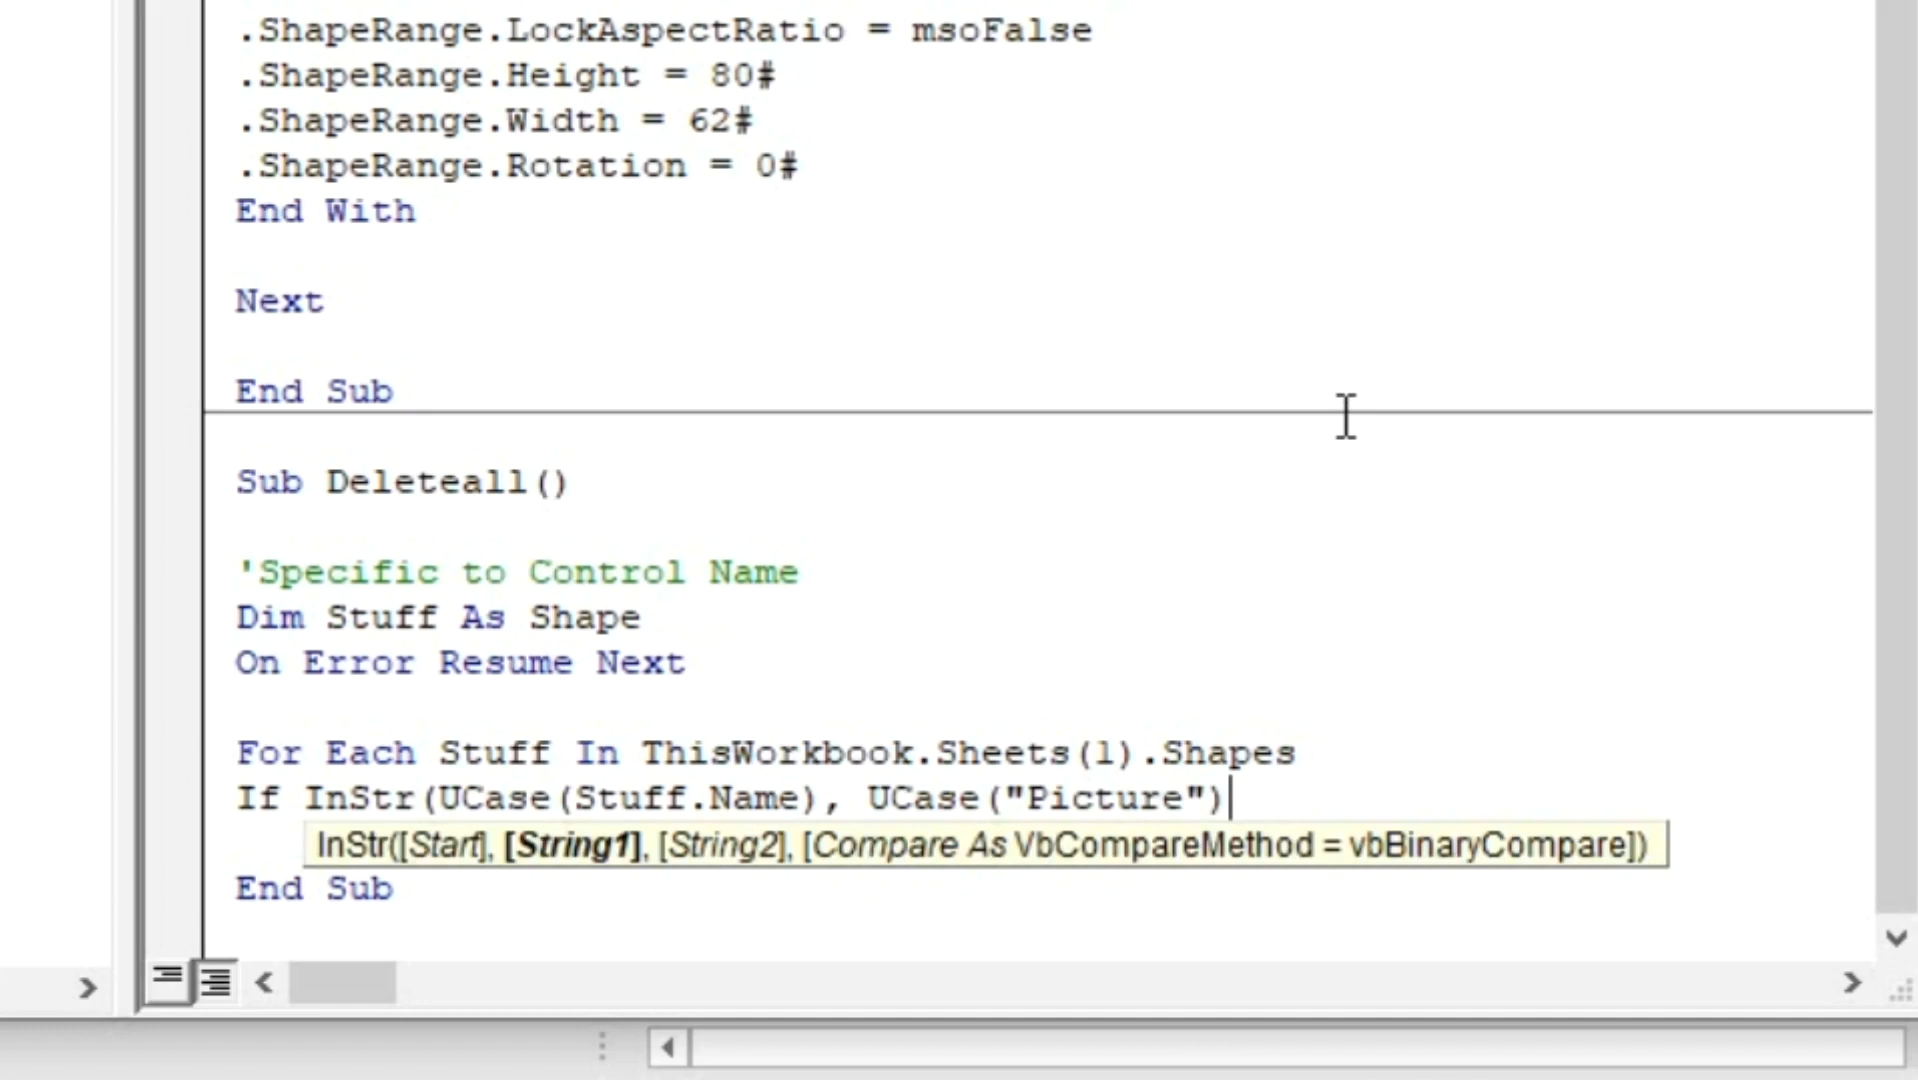 .ShapeRange.LockAspectRatio = msoFalse
.ShapeRange.Height = 80#
.ShapeRange.Width = 62#
.ShapeRange.Rotation = 0#
End With
Next
End Sub
Sub Deleteall()
'Specific to Control Name
Dim Stuff As Shape
On Error Resume Next
For Each Stuff In ThisWorkbook.Sheets(1).Shapes
If InStr(UCase(Stuff.Name), UCase("Picture")
InStr([Start], [String1], [String2], [Compare As VbCompareMethod = vbBinaryCompare])
End Sub